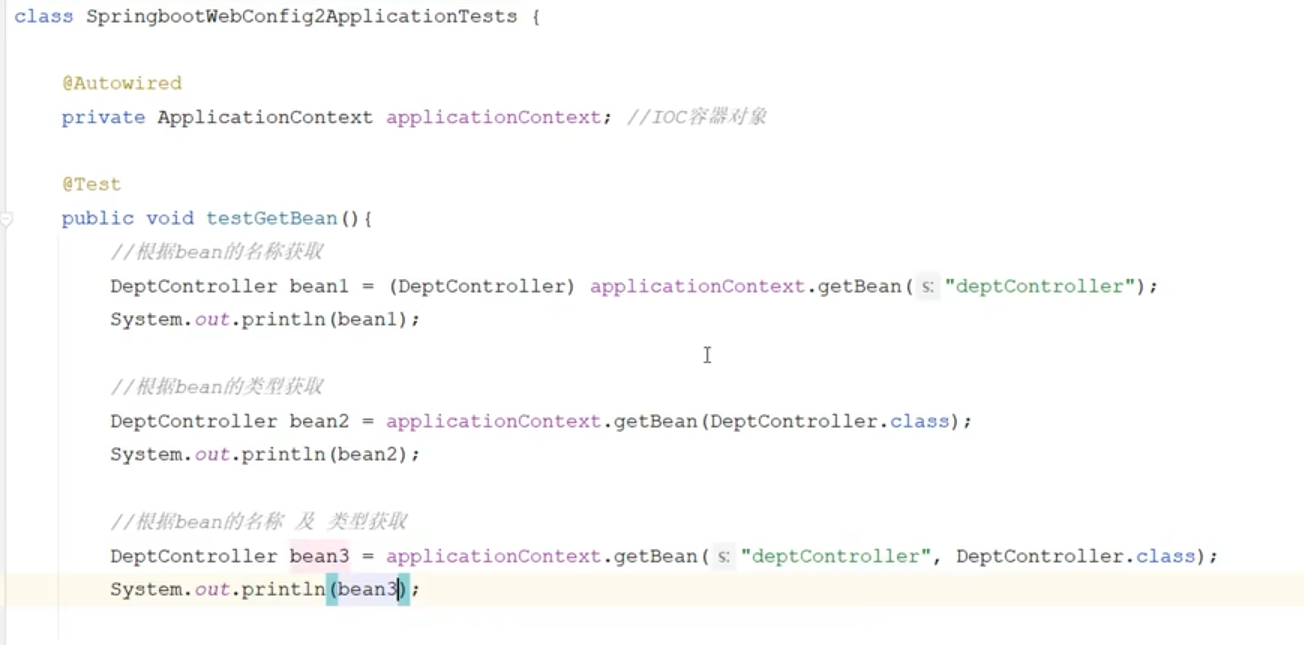 class SpringbootWebConfig2ApplicationTests {
@Autowired
private ApplicationContext applicationContext; //IOC容器对象
@Test
public void testGetBean(){
//根据bean的名称获取
DeptController bean1 = (DeptController) applicationContext.getBean( s: "deptController");
System.out.println(bean1);
//根据bean的类型获取
DeptController bean2 = applicationContext.getBean(DeptController.class);
System.out.println(bean2);
//根据bean的名称 及 类型获取
DeptController bean3 = applicationContext.getBean( s: "deptController", DeptController.class);
System.out.println(bean3);